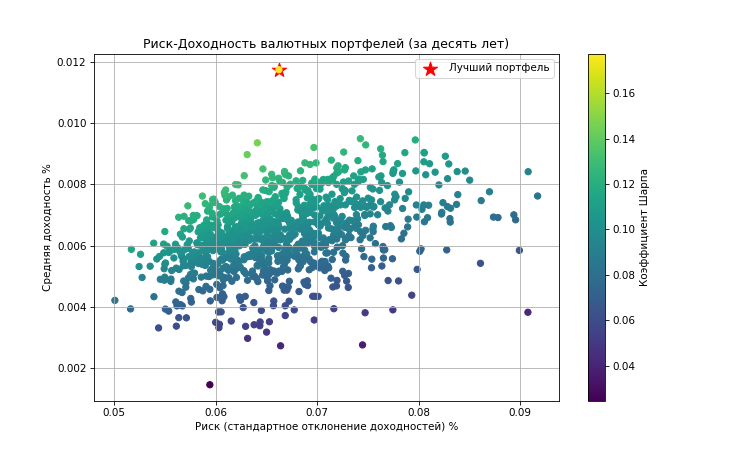 Риск-Доходность валютных портфелей (за десять лет)
Лучший портфель
0.012
0.010
0.008
0.006
0.004
0.002
Средняя доходность %
0.05 0.06 0.07 0.08 0.09
Риск (стандартное отклонение доходностей) %
0.16
0.14
0.12
0.10
0.08
0.06
0.04
Коэффициент Шарпа